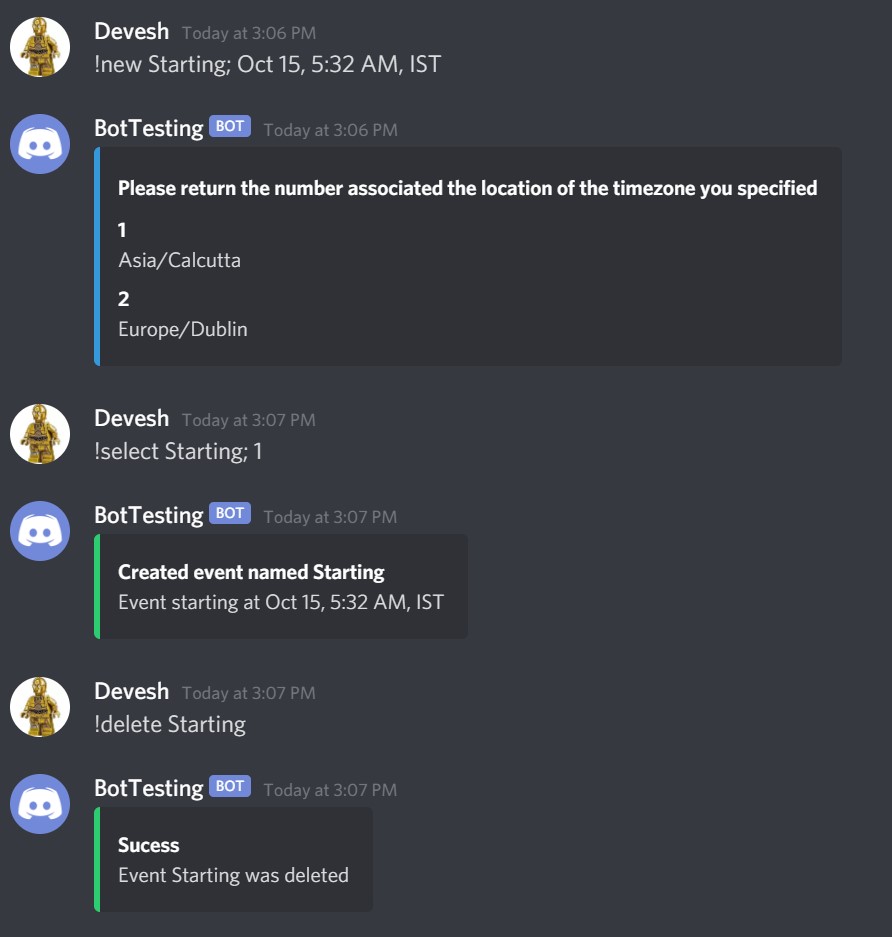 Devesh Today at 3:06 PM
!new Starting; Oct 15, 5:32 AM, IST
BotTesting BOT Today at 3:06 PM
Please return the number associated the location of the timezone you specified
1
Asia/Calcutta
2
Europe/Dublin
Devesh Today at 3:07 PM
!select Starting; 1
BotTesting BOT Today at 3:07 PM
Created event named Starting
Event starting at Oct 15, 5:32 AM, IST
Devesh Today at 3:07 PM
!delete Starting
BotTesting BOT Today at 3:07 PM
Sucess
Event Starting was deleted